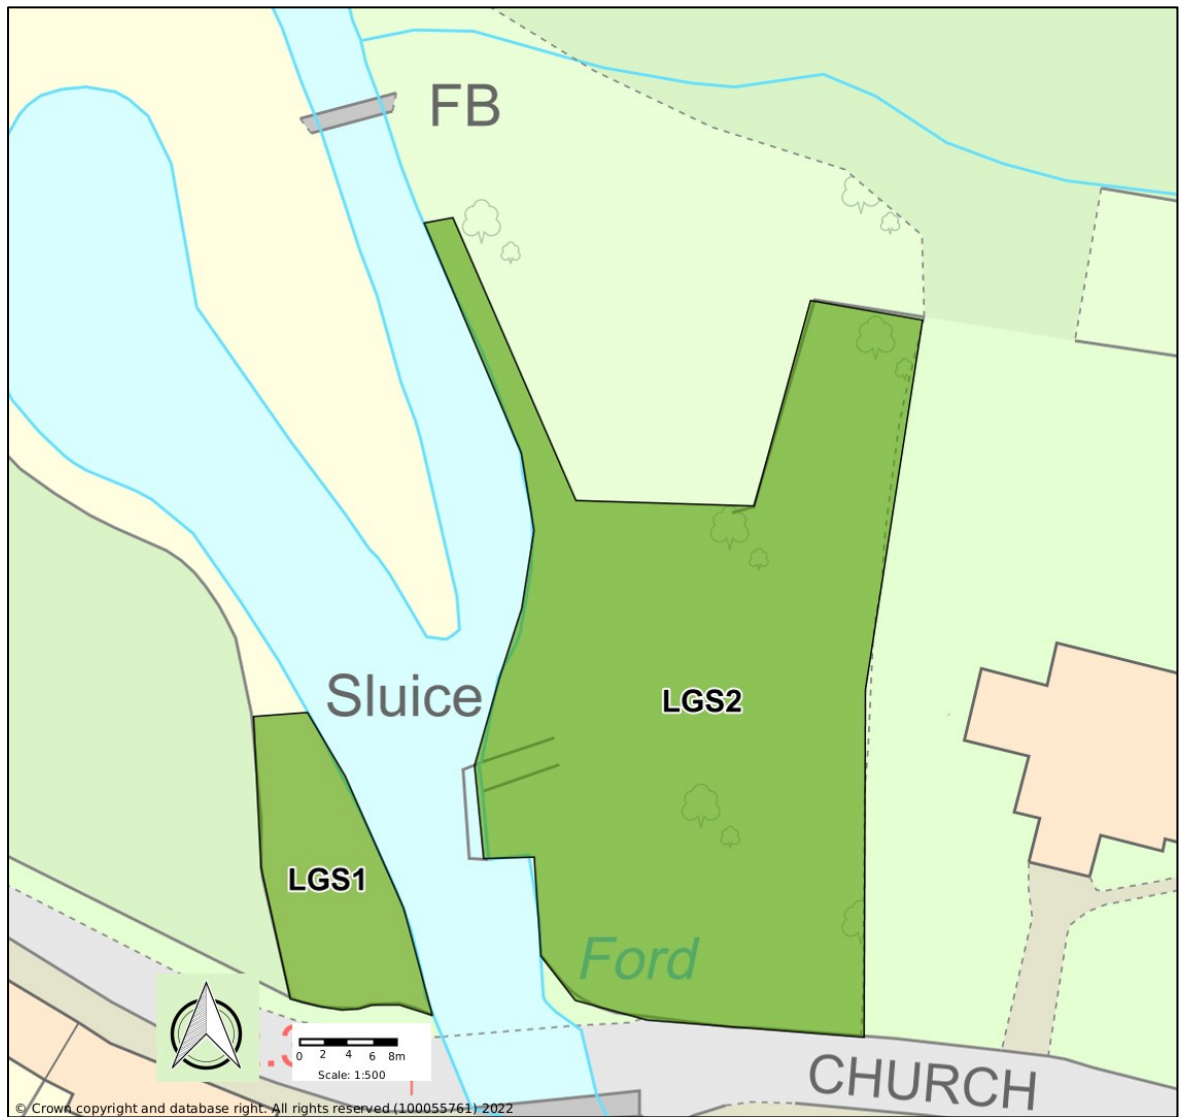 FB
Sluice
LGS2
LGS1
Ford
0 2 4 6 8m
Scale: 1:500
CHURCH
© Crown copyright and database right. All rights reserved (100055761) 2022